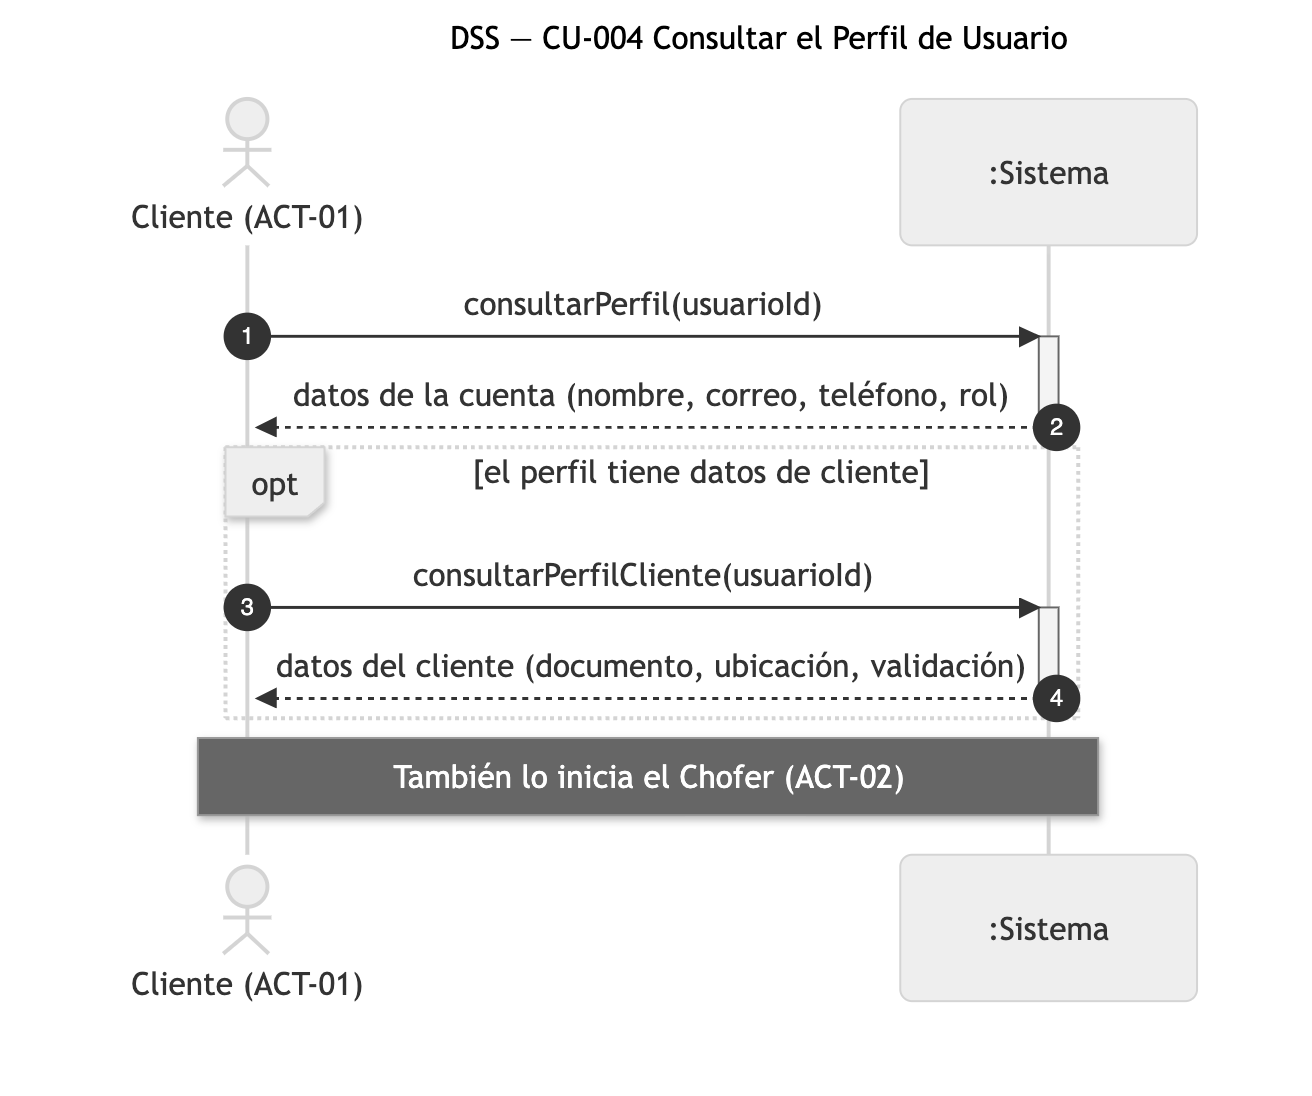 DSS — CU-004 Consultar el Perfil de Usuario
Cliente (ACT-01)
:Sistema
consultarPerfil(usuarioId)
1
datos de la cuenta (nombre, correo, teléfono, rol)
2
opt
[el perfil tiene datos de cliente]
consultarPerfilCliente(usuarioId)
3
datos del cliente (documento, ubicación, validación)
4
También lo inicia el Chofer (ACT-02)
Cliente (ACT-01)
:Sistema